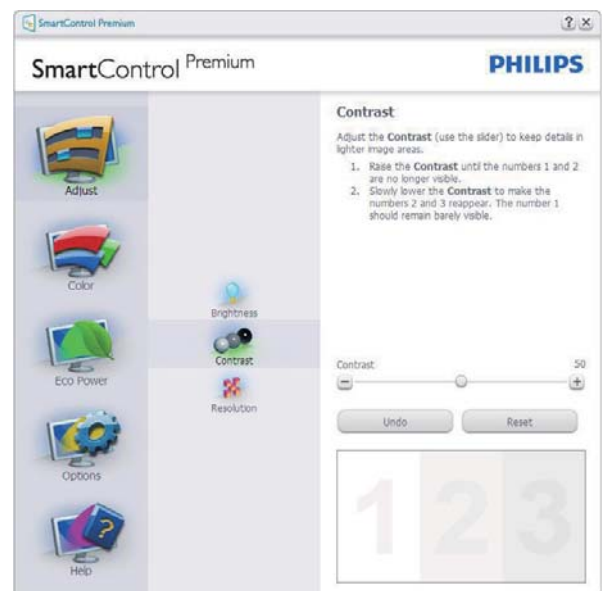 SmartControl Premium
SmartControl Premium
PHILIPS
Adjust
Color
Eco Power
Options
Help
Brightness
Contrast
Resolution
Contrast
Adjust the Contrast (use the slider) to keep details in
lighter image areas.
1. Raise the Contrast until the numbers 1 and 2
are no longer visible.
2. Slowly lower the Contrast to make the
numbers 2 and 3 reappear. The number 1
should remain barely visible.
Contrast 50
Undo Reset
1 2 3